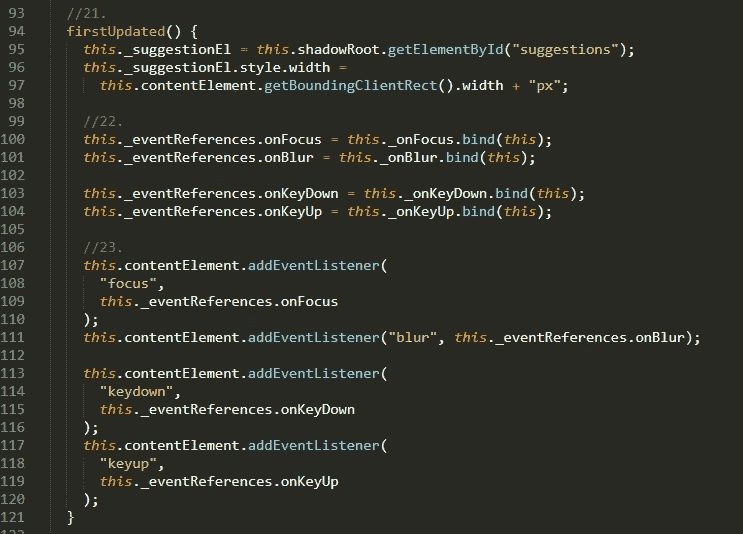 93 //21.
94 firstUpdated() {
95 this._suggestionEl = this.shadowRoot.getElementById("suggestions");
96 this._suggestionEl.style.width =
97 this.contentElement.getBoundingClientRect().width + "px";
98
99 //22.
100 this._eventReferences.onFocus = this._onFocus.bind(this);
101 this._eventReferences.onBlur = this._onBlur.bind(this);
102
103 this._eventReferences.onKeyDown = this._onKeyDown.bind(this);
104 this._eventReferences.onKeyUp = this._onKeyUp.bind(this);
105
106 //23.
107 this.contentElement.addEventListener(
108 "focus",
109 this._eventReferences.onFocus
110 );
111 this.contentElement.addEventListener("blur", this._eventReferences.onBlur);
112
113 this.contentElement.addEventListener(
114 "keydown",
115 this._eventReferences.onKeyDown
116 );
117 this.contentElement.addEventListener(
118 "keyup",
119 this._eventReferences.onKeyUp
120 );
121 }